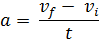 a = (v_f − v_i) / t